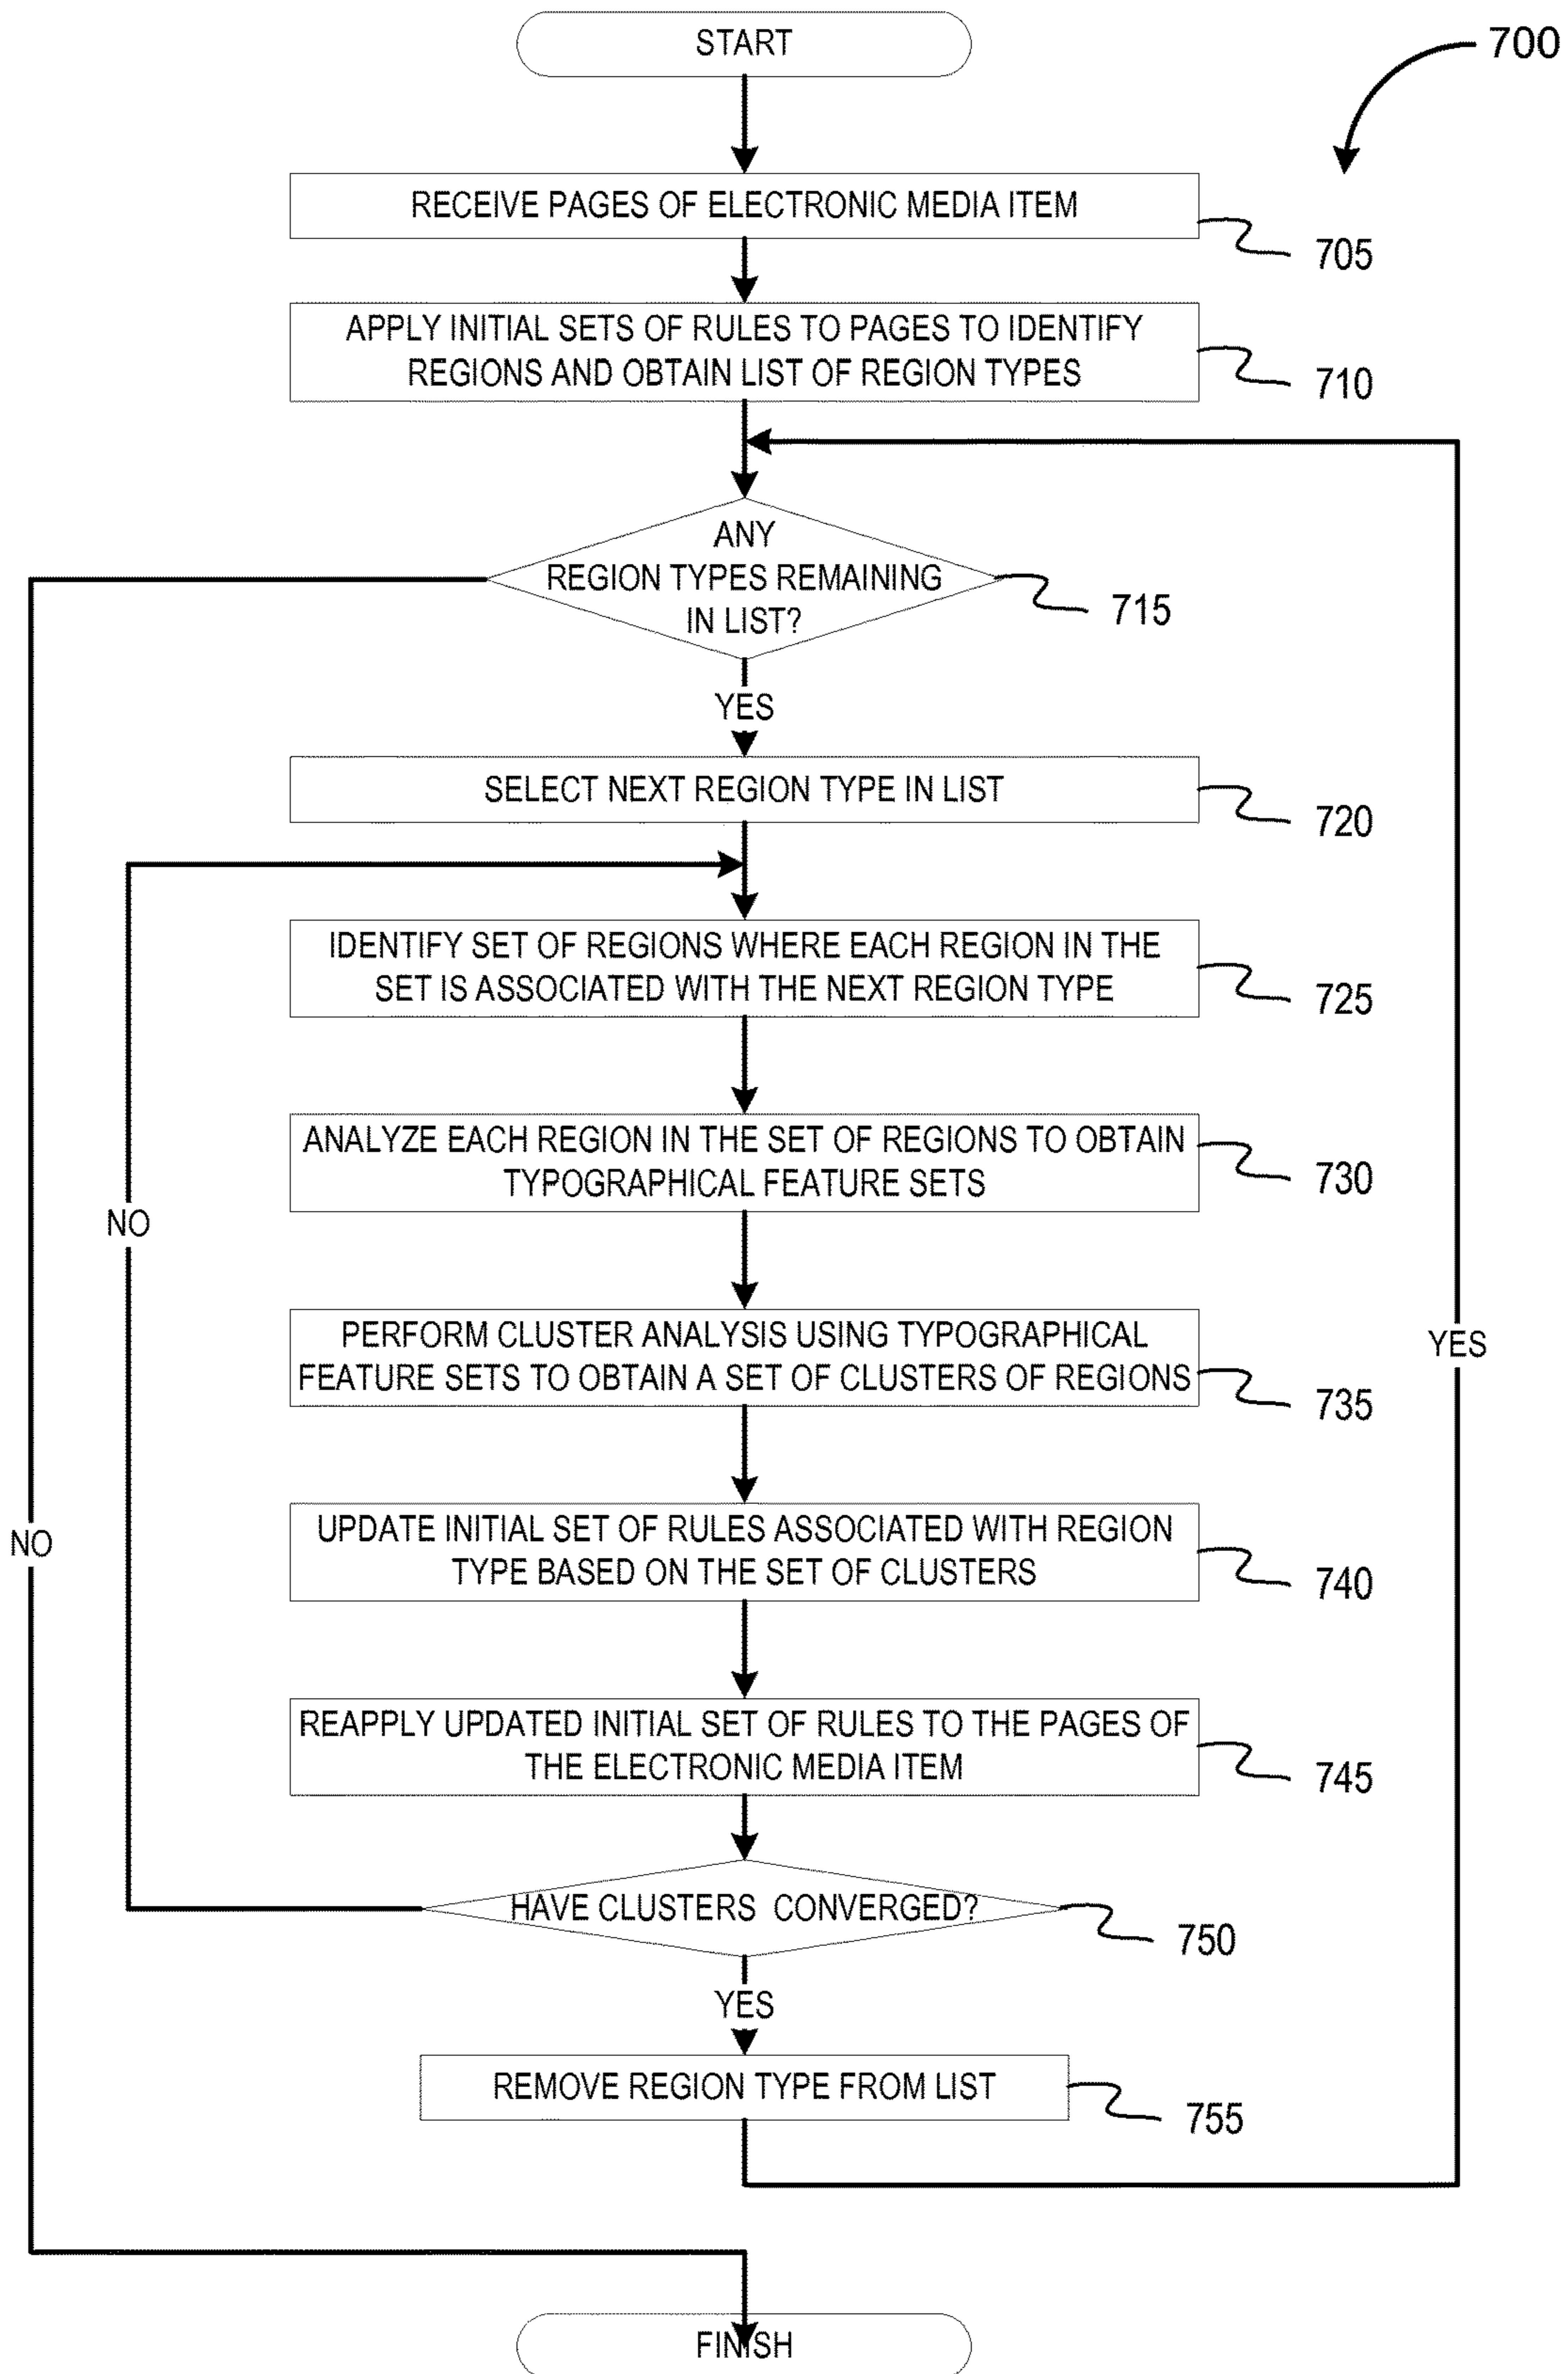 START
700
RECEIVE PAGES OF ELECTRONIC MEDIA ITEM
705
APPLY INITIAL SETS OF RULES TO PAGES TO IDENTIFY
REGIONS AND OBTAIN LIST OF REGION TYPES
710
ANY
REGION TYPES REMAINING
IN LIST?
715
YES
SELECT NEXT REGION TYPE IN LIST
720
IDENTIFY SET OF REGIONS WHERE EACH REGION IN THE
SET IS ASSOCIATED WITH THE NEXT REGION TYPE
725
ANALYZE EACH REGION IN THE SET OF REGIONS TO OBTAIN
TYPOGRAPHICAL FEATURE SETS
730
NO
PERFORM CLUSTER ANALYSIS USING TYPOGRAPHICAL
FEATURE SETS TO OBTAIN A SET OF CLUSTERS OF REGIONS
735
YES
UPDATE INITIAL SET OF RULES ASSOCIATED WITH REGION
TYPE BASED ON THE SET OF CLUSTERS
740
NO
REAPPLY UPDATED INITIAL SET OF RULES TO THE PAGES OF
THE ELECTRONIC MEDIA ITEM
745
HAVE CLUSTERS CONVERGED?
750
YES
REMOVE REGION TYPE FROM LIST
755
FINISH